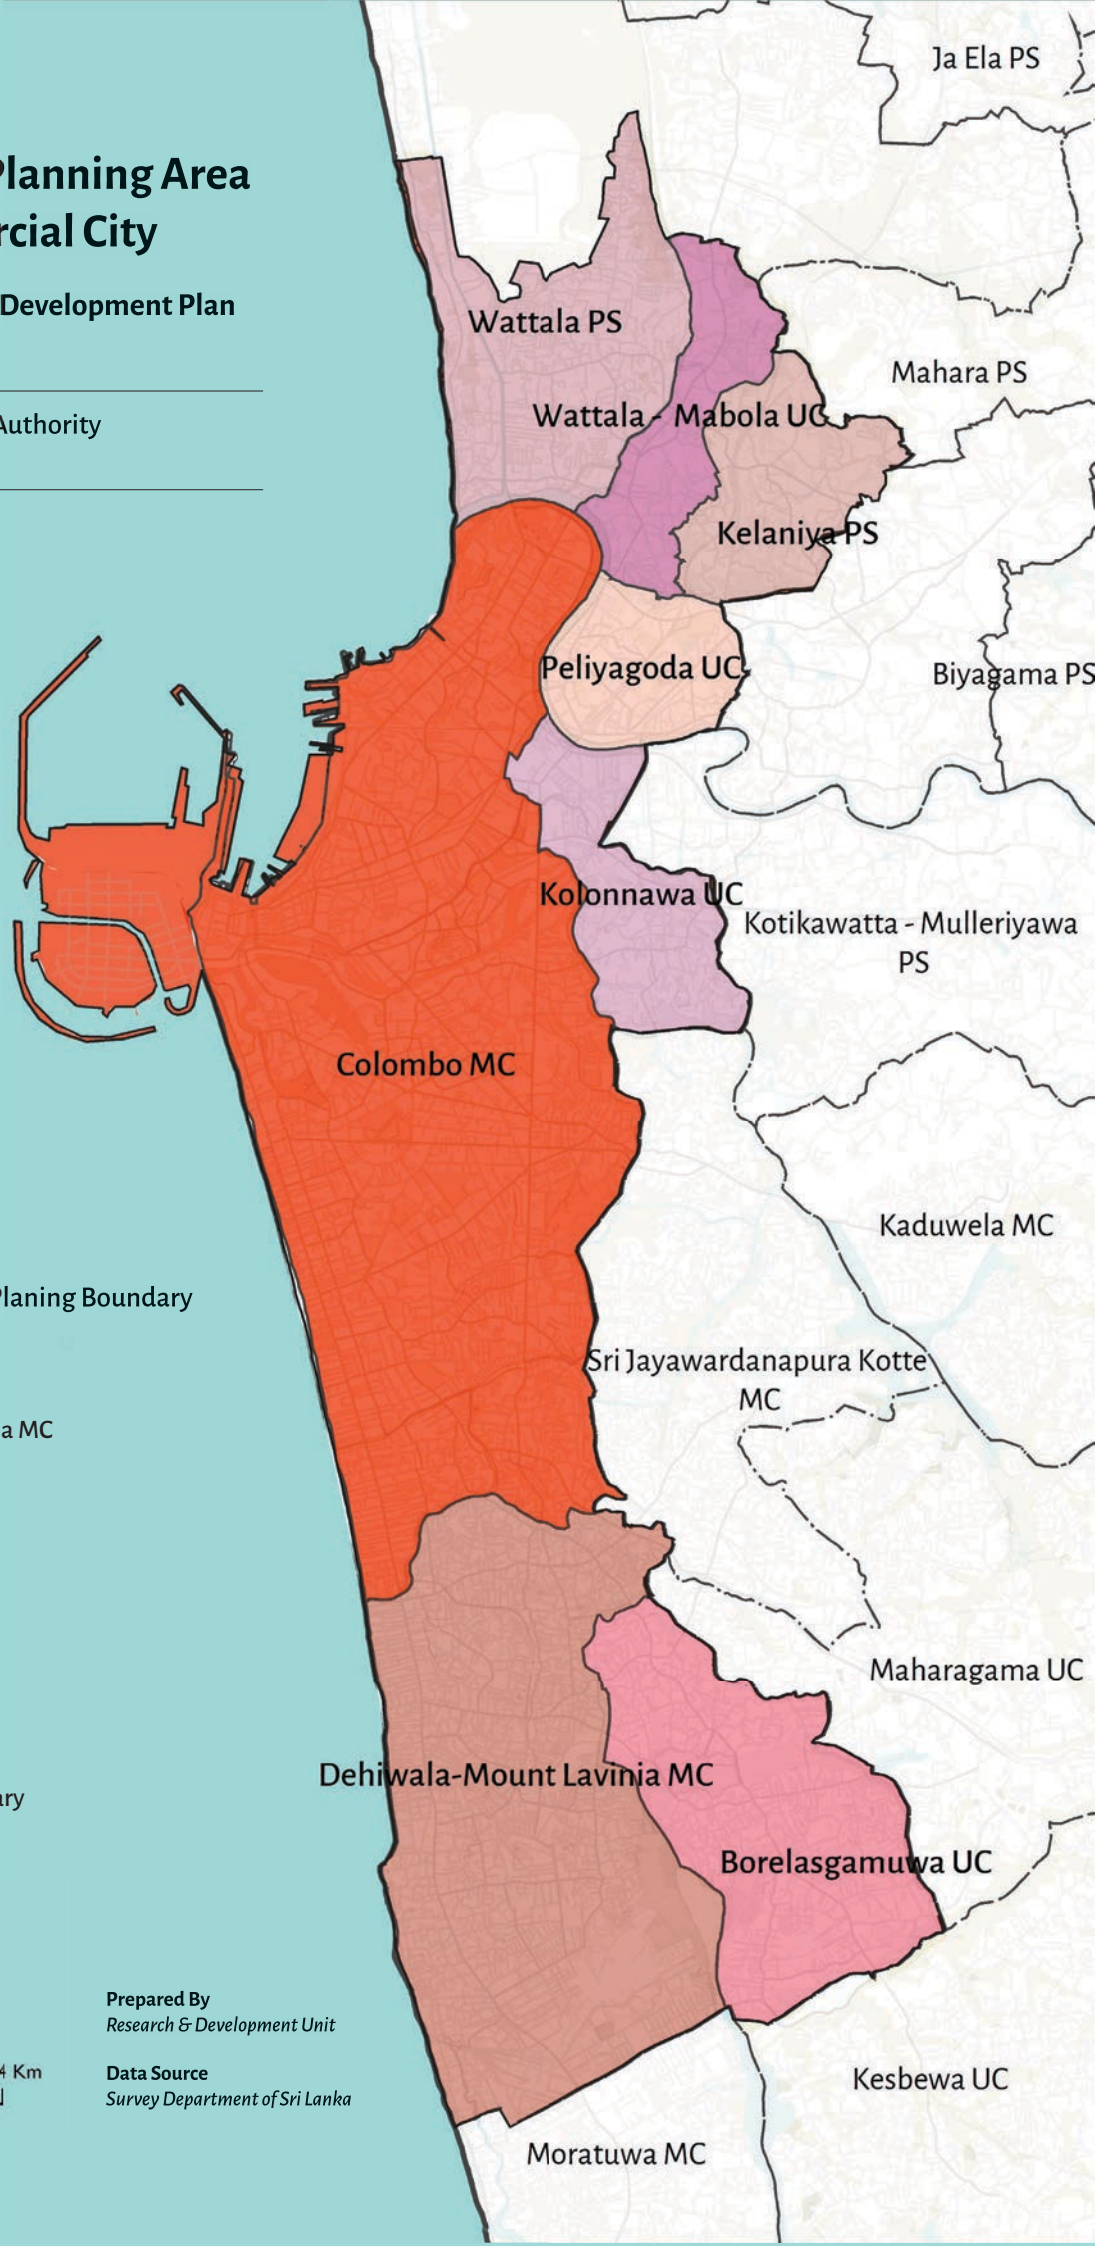 Planning Area
rcial City
Development Plan
Authority
Ja Ela PS
Wattala PS
Mahara PS
Wattala - Mabola UC
Kelaniya PS
Peliyagoda UC
Biyagama PS
Kolonnawa UC
Kotikawatta - Mulleriyawa
PS
Colombo MC
Kaduwela MC
Planing Boundary
Sri Jayawardanapura Kotte
MC
a MC
Maharagama UC
Dehiwala-Mount Lavinia MC
ary
Borelasgamuwa UC
Prepared By
Research & Development Unit
4 Km
Data Source
Survey Department of Sri Lanka
Kesbewa UC
Moratuwa MC